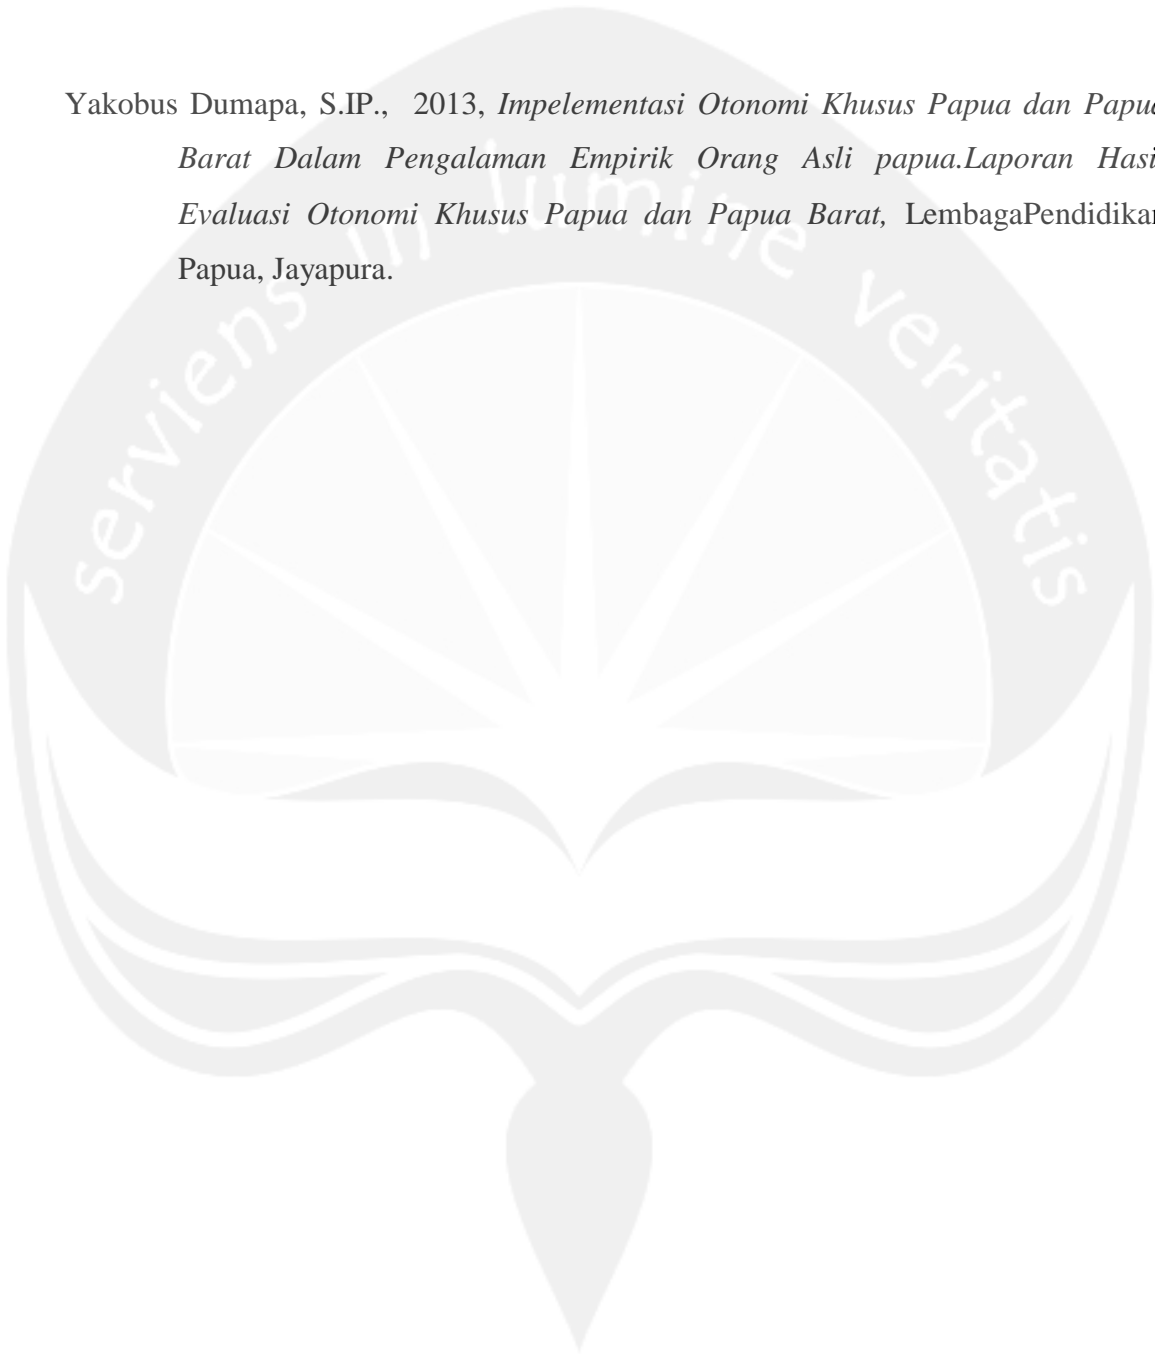 Yakobus Dumapa, S.IP., 2013, Impelementasi Otonomi Khusus Papua dan Papua
Barat Dalam Pengalaman Empirik Orang Asli papua.Laporan Hasi
Evaluasi Otonomi Khusus Papua dan Papua Barat, LembagaPendidikan
Papua, Jayapura.
serviens in lumine veritatis